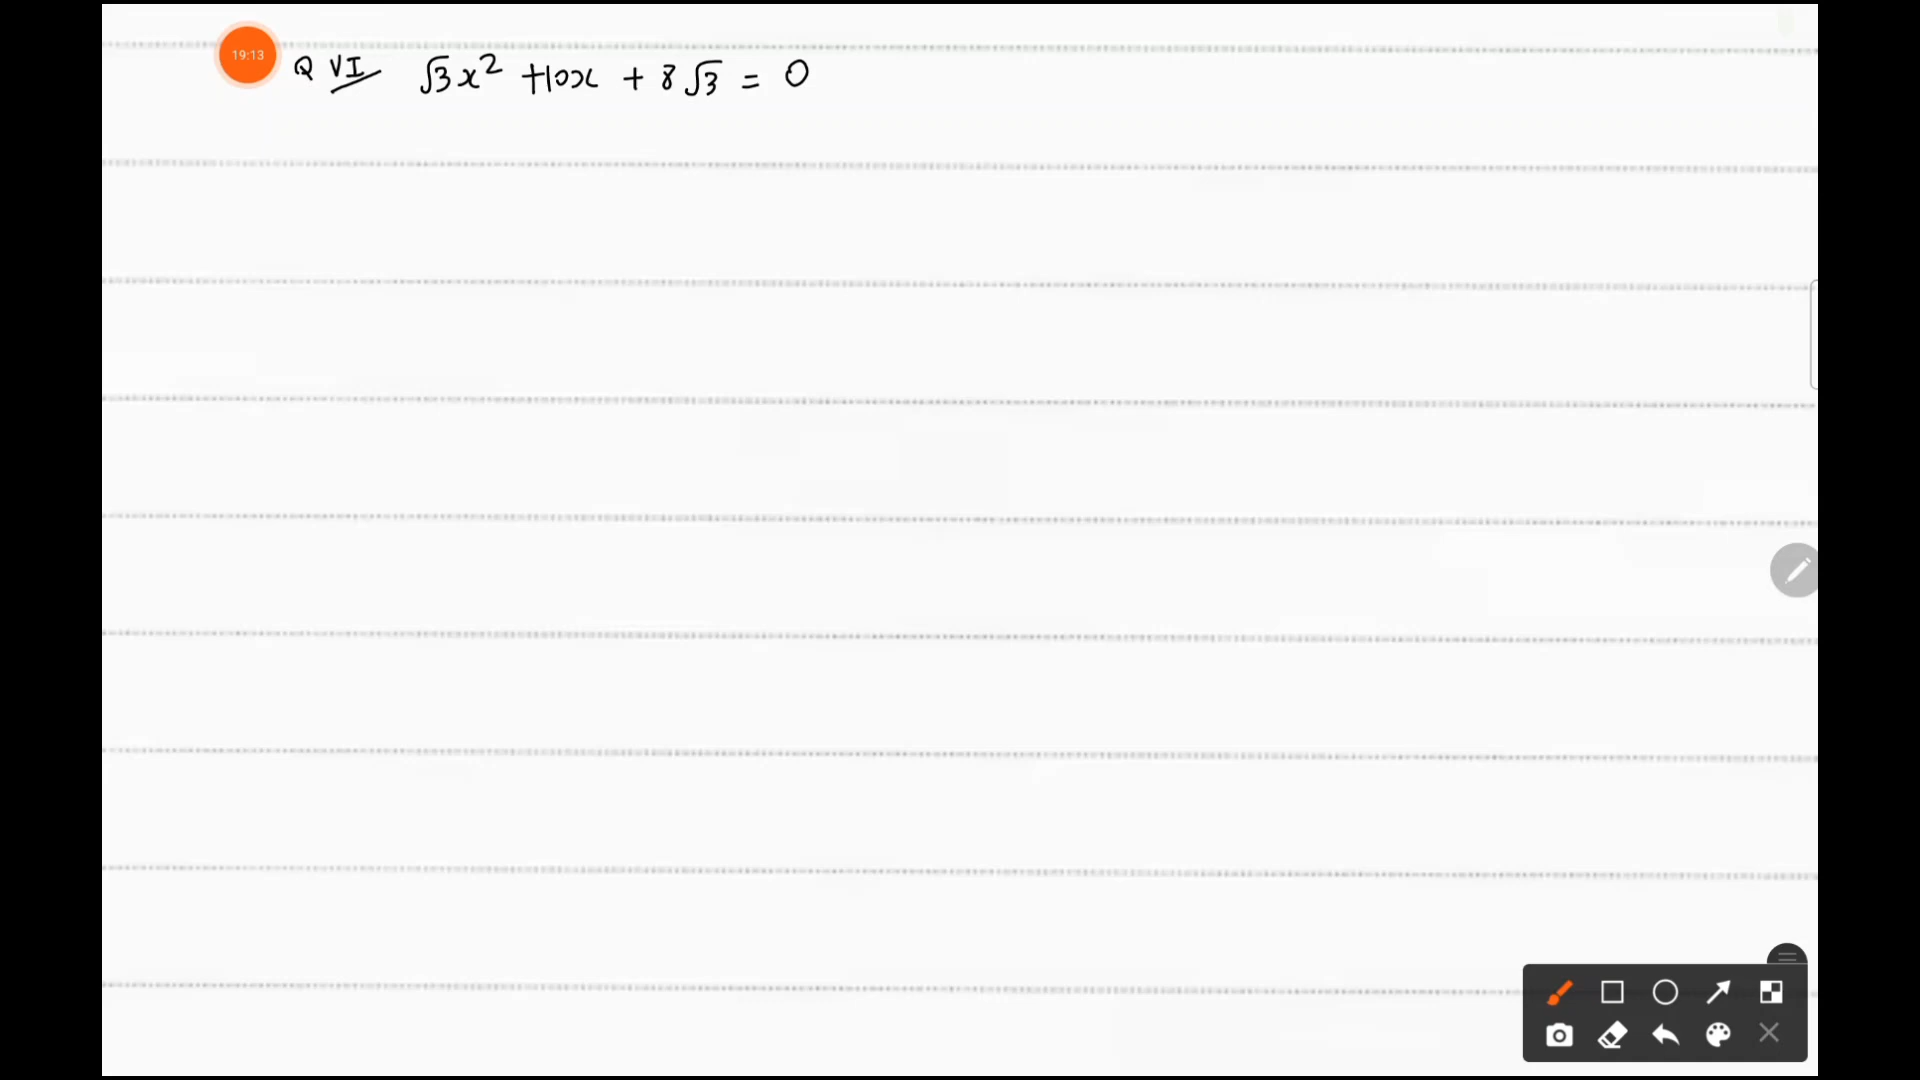 19:13
Q VI √3x² +10x + 8√3 = 0